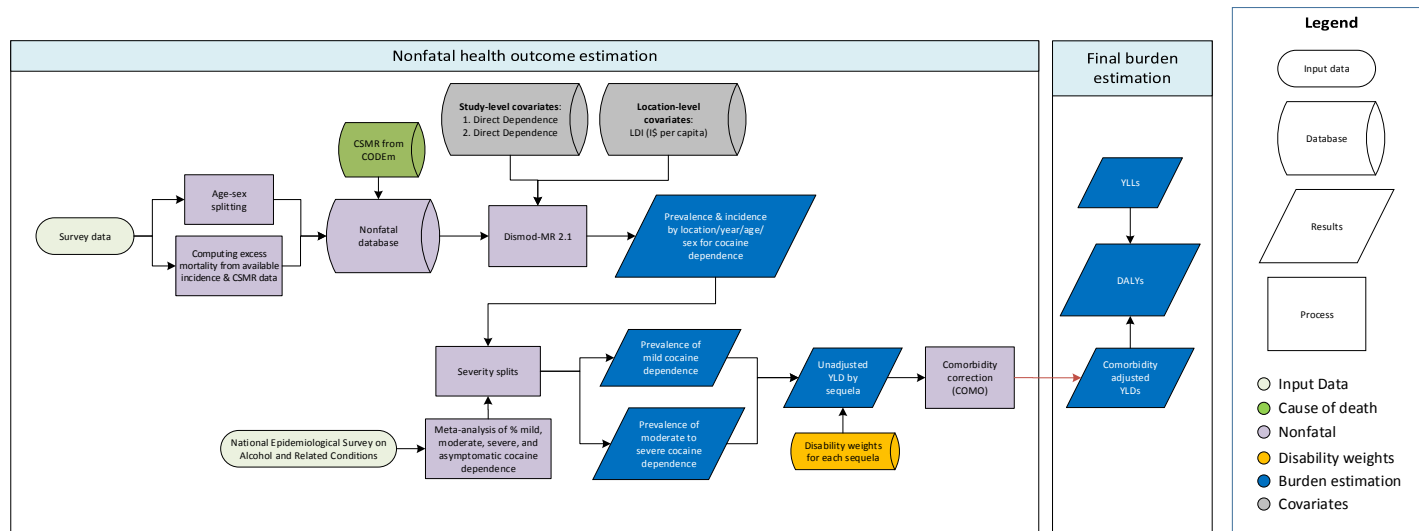 Nonfatal health outcome estimation
Final burden
estimation
Legend
Input data
Database
Results
Process
Input Data
Cause of death
Nonfatal
Disability weights
Burden estimation
Covariates
Study-level covariates:
1. Direct Dependence
2. Direct Dependence
Location-level
covariates:
LDI (I$ per capita)
CSMR from
CODEm
Survey data
Age-sex
splitting
Computing excess
mortality from available
incidence & CSMR data
Nonfatal
database
Dismod-MR 2.1
Prevalence & incidence
by location/year/age/
sex for cocaine
dependence
YLLs
DALYs
Severity splits
Prevalence of
mild cocaine
dependence
Prevalence of
moderate to
severe cocaine
dependence
Unadjusted
YLD by
sequela
Comorbidity
correction
(COMO)
Comorbidity
adjusted
YLDs
National Epidemiological Survey on
Alcohol and Related Conditions
Meta-analysis of % mild,
moderate, severe, and
asymptomatic cocaine
dependence
Disability weights
for each sequela